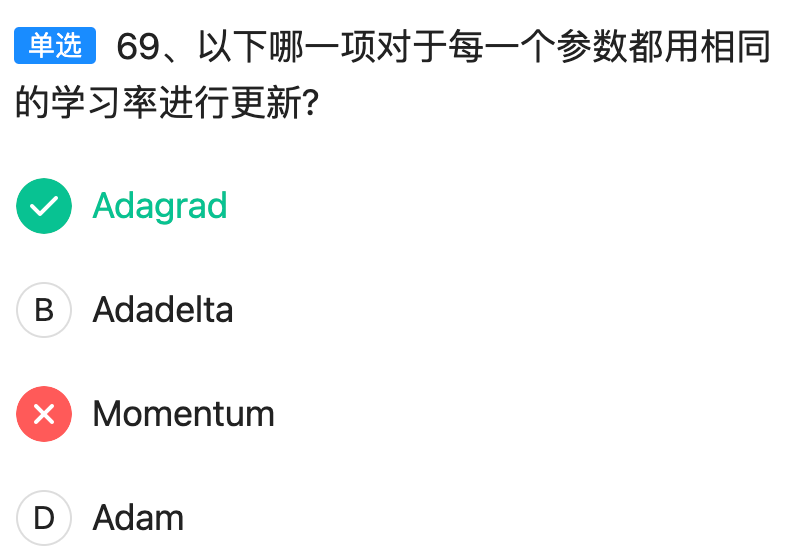 单选 69、以下哪一项对于每一个参数都用相同
的学习率进行更新?
Adagrad
B Adadelta
Momentum
D Adam